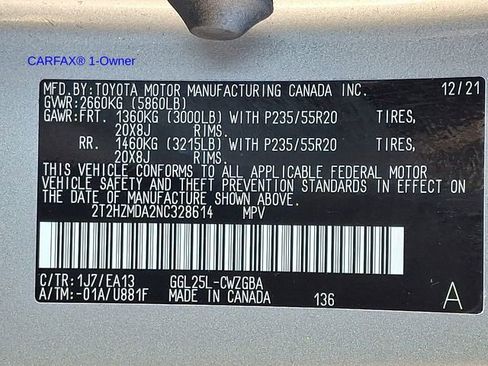 CARFAX® 1-Owner
MFD.BY:TOYOTA MOTOR MANUFACTURING CANADA INC. 12/21
GVWR:2660KG (5860LB)
GAWR:FRT. 1360KG (3000LB) WITH P235/55R20 TIRES,
20X8J RIMS.
RR. 1460KG (3215LB) WITH P235/55R20 TIRES,
20X8J RIMS.
THIS VEHICLE CONFORMS TO ALL APPLICABLE FEDERAL MOTOR
VEHICLE SAFETY AND THEFT PREVENTION STANDARDS IN EFFECT ON
THE DATE OF MANUFACTURE SHOWN ABOVE.
2T2HZMDA2NC328614 MPV
C/TR:1J7/EA13 GGL25L-CWZGBA
A/TM:-01A/U881F MADE IN CANADA 136 A